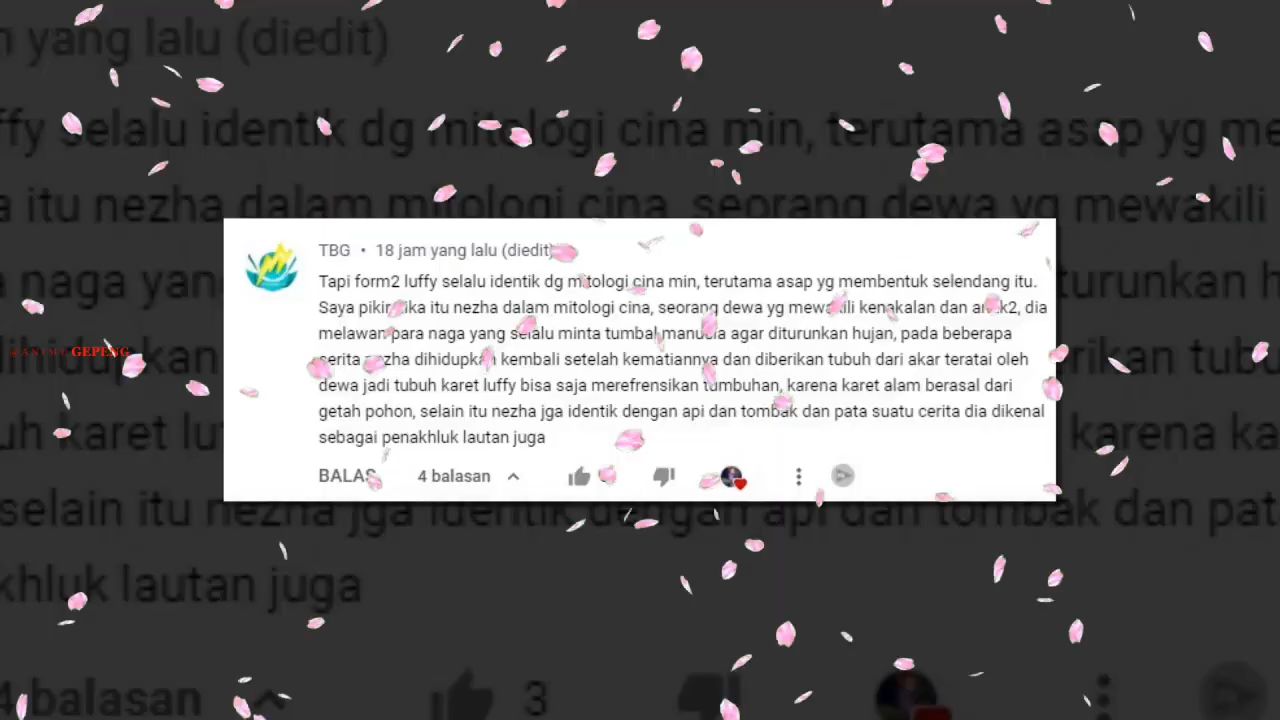 n yang lalu (diedit)
ffy selalu identik dg mitologi cina min, terutama asap yg me
a itu nezha dalam mitologi cina, seorang dewa yg mewakili
a naga yang
turunkan h
dihidupkan
erikan tubu
uh karet lu
karena ka
selain itu nezha jga identik dengan api dan tombak dan pat
khluk lautan juga
4 balasan
3
TBG • 18 jam yang lalu (diedit)
Tapi form2 luffy selalu identik dg mitologi cina min, terutama asap yg membentuk selendang itu.
Saya pikir jika itu nezha dalam mitologi cina, seorang dewa yg mewakili kenakalan dan anak2, dia
melawan para naga yang selalu minta tumbal manusia agar diturunkan hujan, pada beberapa
cerita nezha dihidupkan kembali setelah kematiannya dan diberikan tubuh dari akar teratai oleh
dewa jadi tubuh karet luffy bisa saja merefrensikan tumbuhan, karena karet alam berasal dari
getah pohon, selain itu nezha jga identik dengan api dan tombak dan pata suatu cerita dia dikenal
sebagai penakhluk lautan juga
BALAS 4 balasan
GEPENG